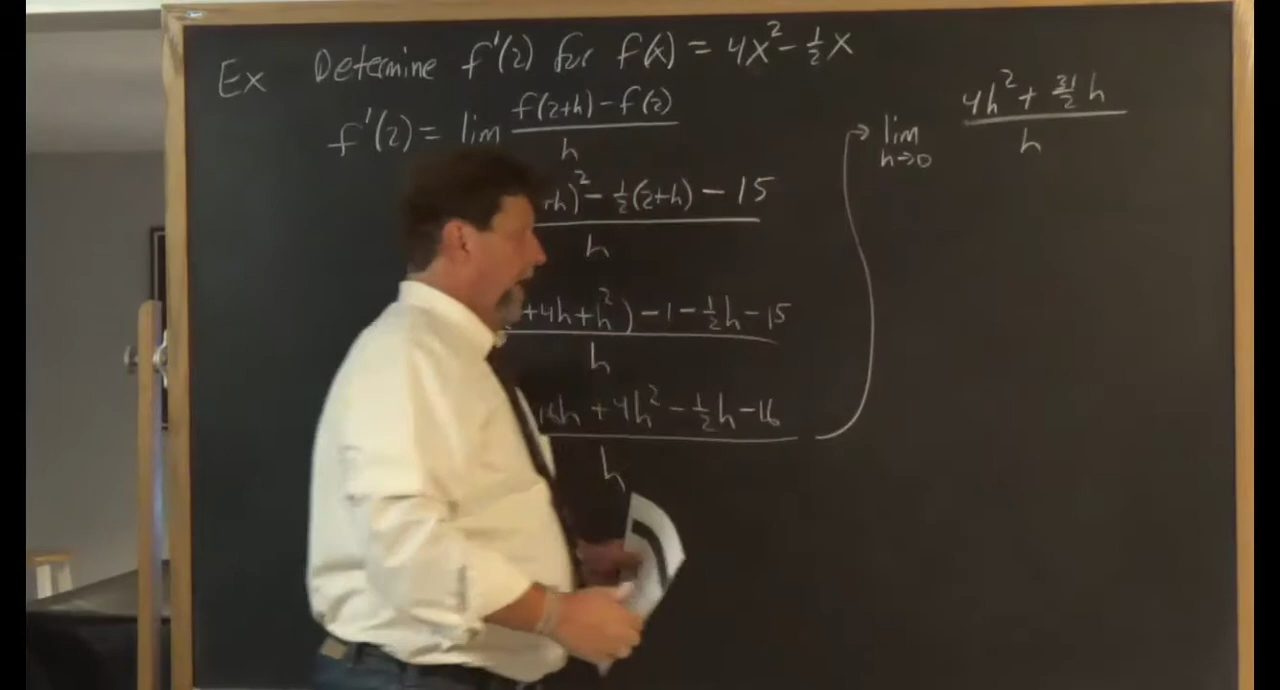 Ex Determine f'(2) for f(x) = 4x² - ½x
f'(2) = lim f(2+h) - f(2)
h
h)² - ½(2+h) - 15
h
+4h+h²) - 1 - ½h - 15
h
16h + 4h² - ½h - 16
h
lim h→0 4h² + 31/2 h
h